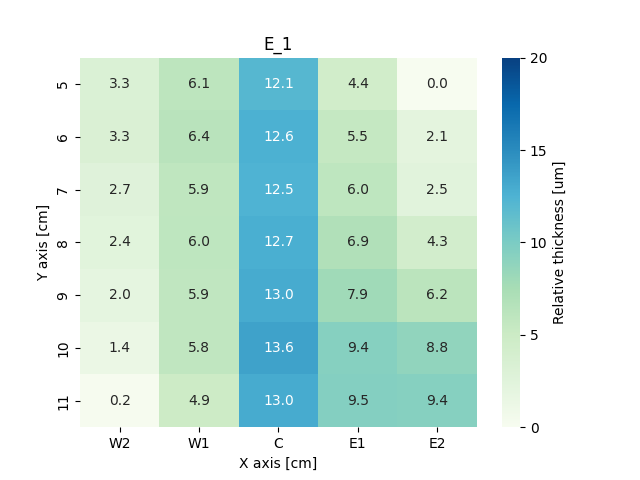 E_1
5 3.3 6.1 12.1 4.4 0.0
6 3.3 6.4 12.6 5.5 2.1
7 2.7 5.9 12.5 6.0 2.5
8 2.4 6.0 12.7 6.9 4.3
9 2.0 5.9 13.0 7.9 6.2
10 1.4 5.8 13.6 9.4 8.8
11 0.2 4.9 13.0 9.5 9.4
W2 W1 C E1 E2
X axis [cm]
Y axis [cm]
20
15
10
5
0
Relative thickness [um]